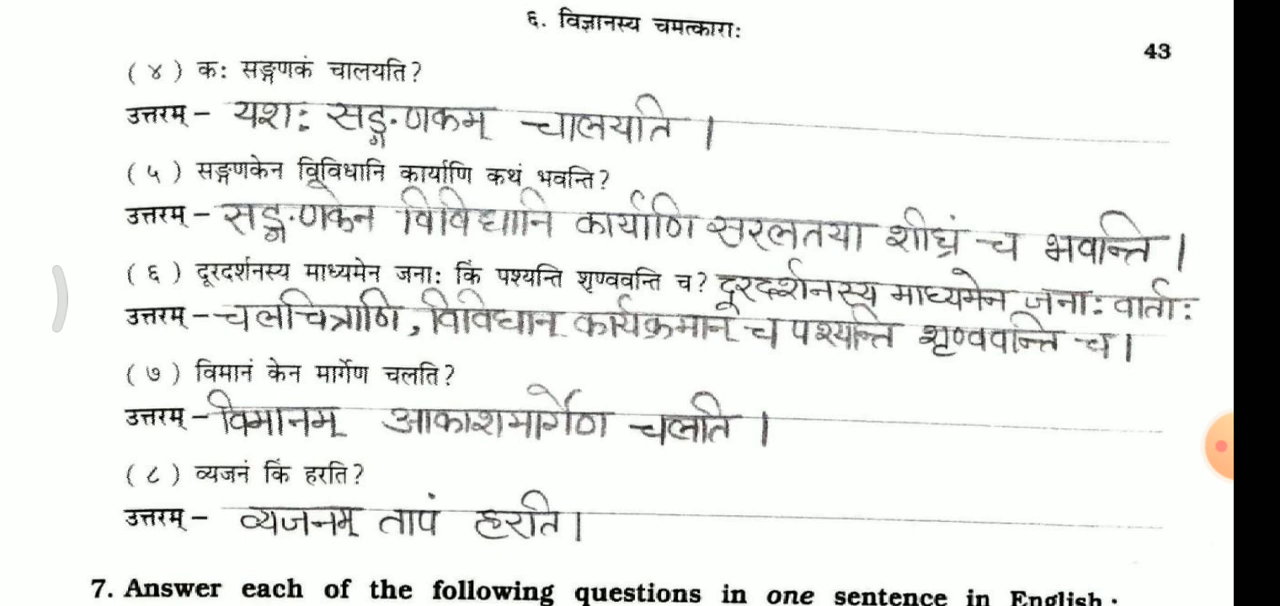 ६. विज्ञानस्य चमत्काराः
43
( ४ ) कः सङ्गणकं चालयति?
उत्तरम् – यशः सङ्ग.णकम् चालयति ।
( ५ ) सङ्गणकेन विविधानि कार्याणि कथं भवन्ति?
उत्तरम् – सङ्ग.णकेन विविधानि कार्याणि सरलतया शीघ्रं च भवन्ति ।
( ६ ) दूरदर्शनस्य माध्यमेन जनाः किं पश्यन्ति शृण्ववन्ति च? दूरदर्शनस्य माध्यमेन जनाः वार्ताः
उत्तरम् – चलचित्राणि, विविधान् कार्यक्रमान् च पश्यन्ति शृण्ववन्ति च।
( ७ ) विमानं केन मार्गेण चलति?
उत्तरम् – विमानम् आकाशमार्गेण चलति ।
( ८ ) व्यजनं किं हरति?
उत्तरम् – व्यजनम् तापं हरति।
7. Answer each of the following questions in one sentence in English :